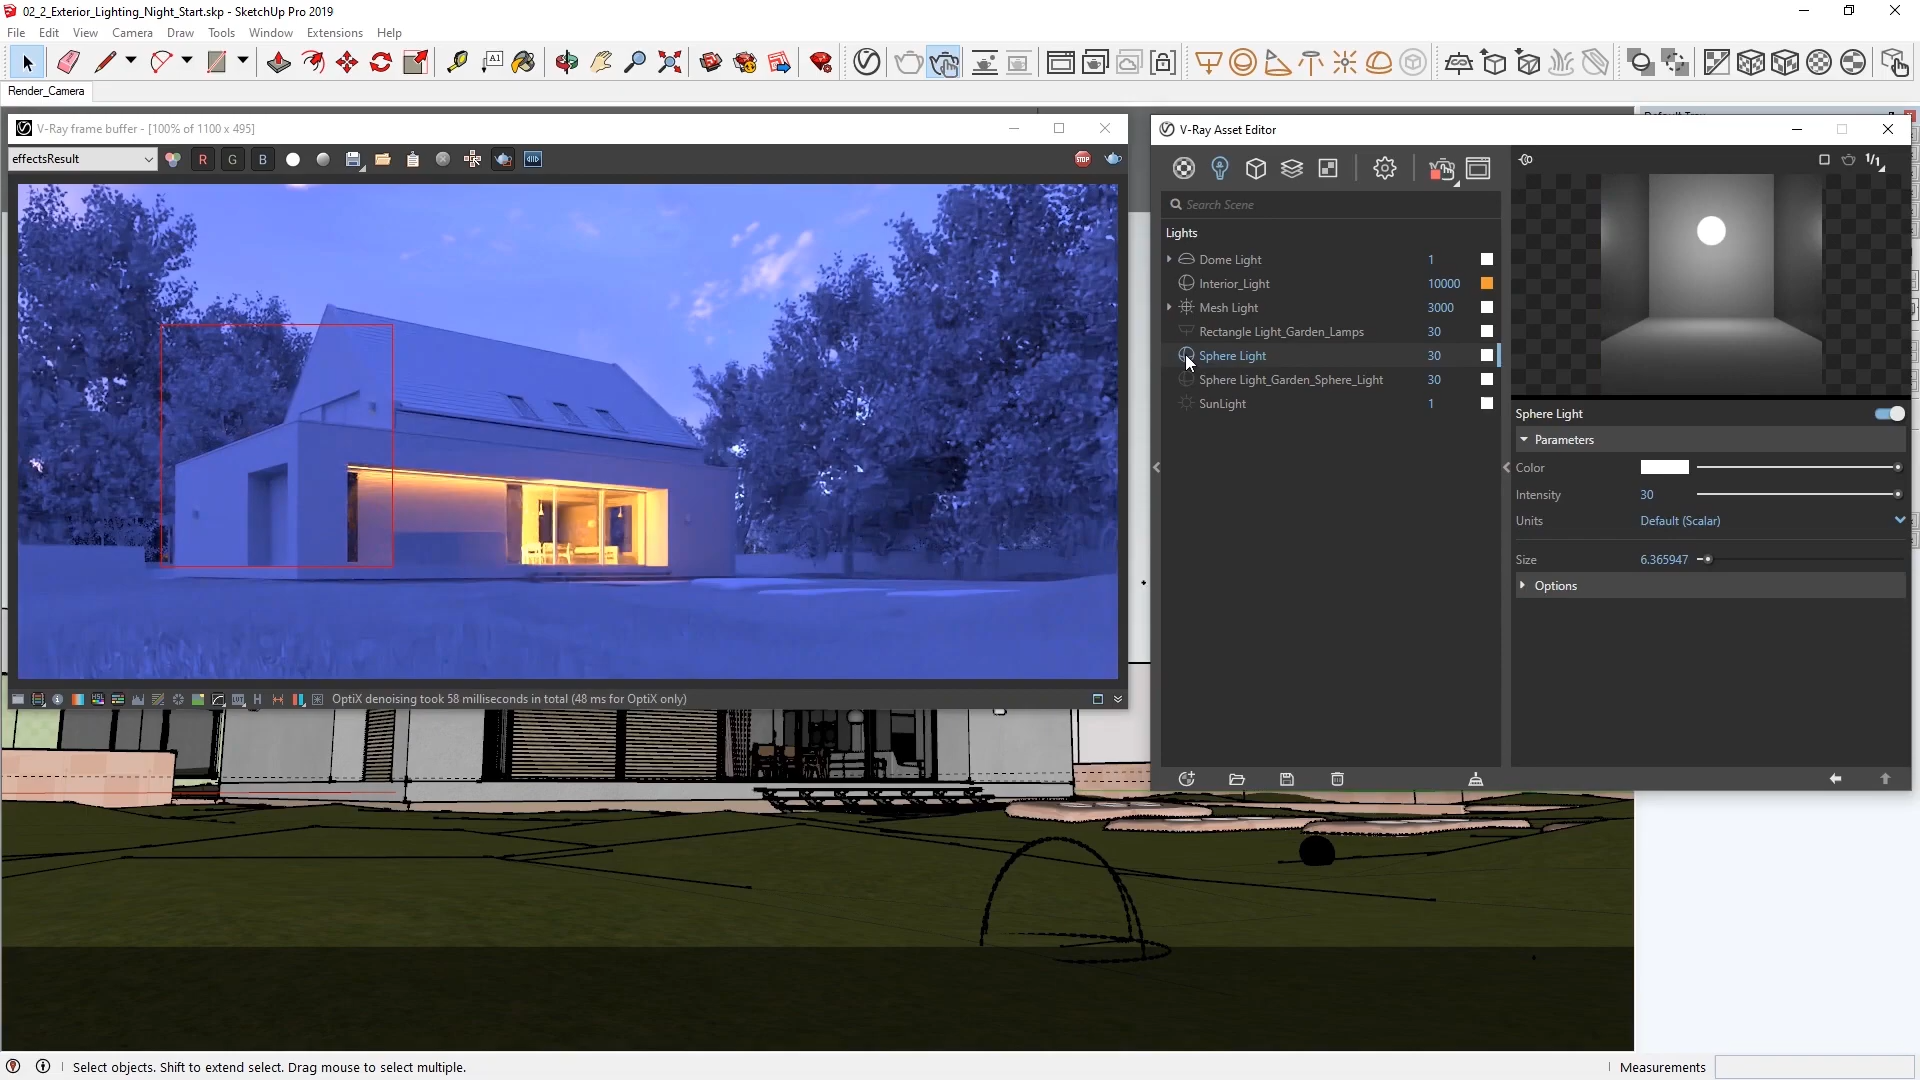 02_2_Exterior_Lighting_Night_Start.skp - SketchUp Pro 2019
File Edit View Camera Draw Tools Window Extensions Help
A1
Render_Camera
V-Ray frame buffer - [100% of 1100 x 495]
effectsResult
R G B
STOP
OptiX denoising took 58 milliseconds in total (48 ms for OptiX only)
V-Ray Asset Editor
Search Scene
Lights
Dome Light 1
Interior_Light 10000
Mesh Light 3000
Rectangle Light_Garden_Lamps 30
Sphere Light 30
Sphere Light_Garden_Sphere_Light 30
SunLight 1
1/1
Sphere Light
Parameters
Color
Intensity 30
Units Default (Scalar)
Size 6.365947
Options
Select objects. Shift to extend select. Drag mouse to select multiple.
Measurements